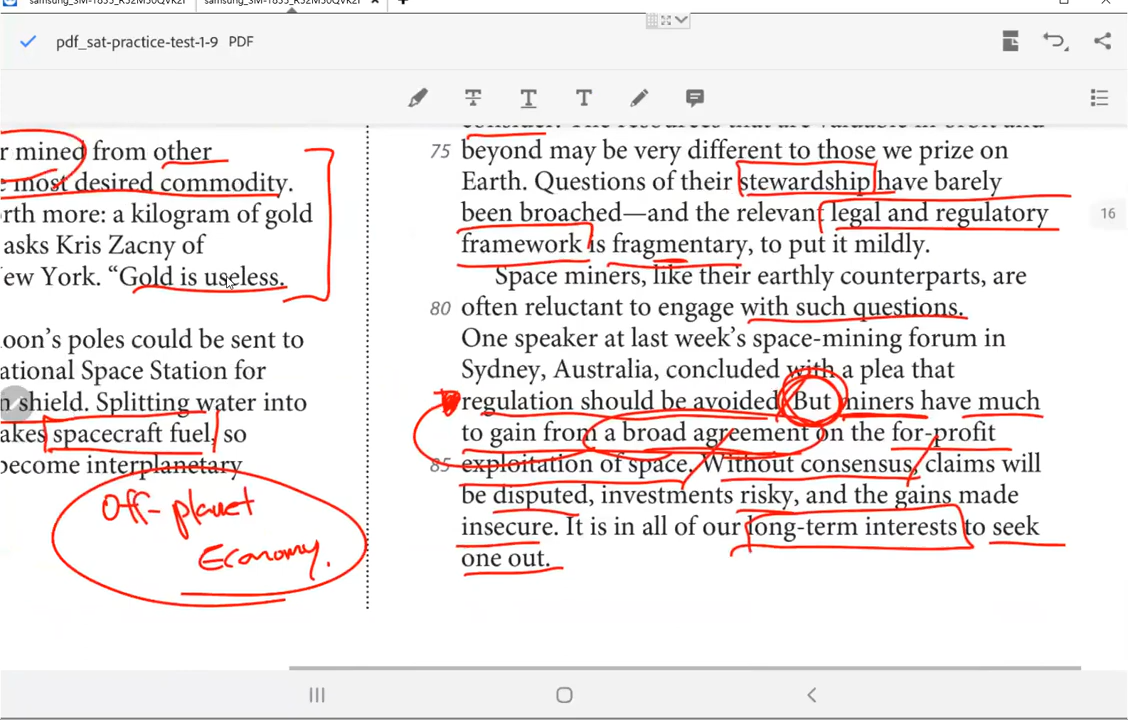 pdf_sat-practice-test-1-9 PDF
r mined from other
e most desired commodity.
rth more: a kilogram of gold
asks Kris Zacny of
ew York. “Gold is useless.
oon’s poles could be sent to
ational Space Station for
n shield. Splitting water into
akes spacecraft fuel, so
become interplanetary
Off-planet
Economy.
75 beyond may be very different to those we prize on
Earth. Questions of their stewardship have barely
been broached—and the relevant legal and regulatory
framework is fragmentary, to put it mildly.
Space miners, like their earthly counterparts, are
80 often reluctant to engage with such questions.
One speaker at last week’s space-mining forum in
Sydney, Australia, concluded with a plea that
regulation should be avoided. But miners have much
to gain from a broad agreement on the for-profit
85 exploitation of space. Without consensus, claims will
be disputed, investments risky, and the gains made
insecure. It is in all of our long-term interests to seek
one out.
16